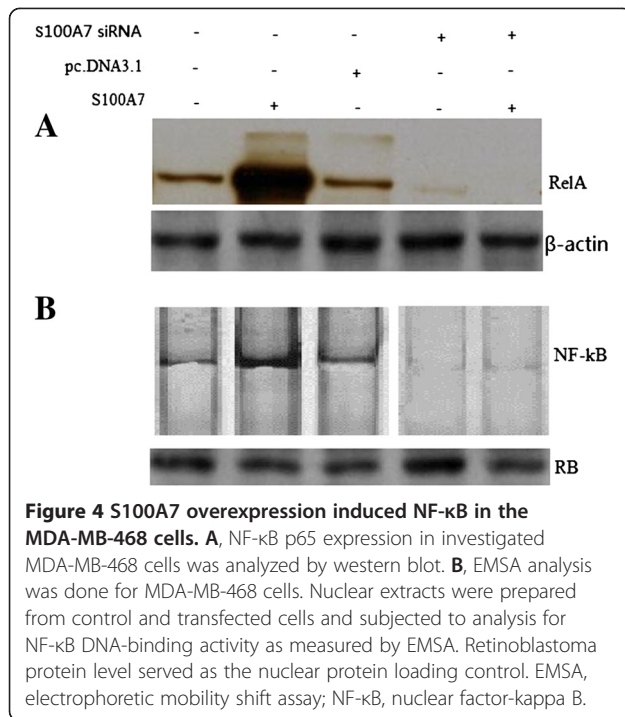 S100A7 siRNA - - - + +
pc.DNA3.1 - - + - -
S100A7 - + - - +
A
RelA
β-actin
B
NF-kB
RB
Figure 4 S100A7 overexpression induced NF-κB in the
MDA-MB-468 cells. A, NF-κB p65 expression in investigated
MDA-MB-468 cells was analyzed by western blot. B, EMSA analysis
was done for MDA-MB-468 cells. Nuclear extracts were prepared
from control and transfected cells and subjected to analysis for
NF-κB DNA-binding activity as measured by EMSA. Retinoblastoma
protein level served as the nuclear protein loading control. EMSA,
electrophoretic mobility shift assay; NF-κB, nuclear factor-kappa B.